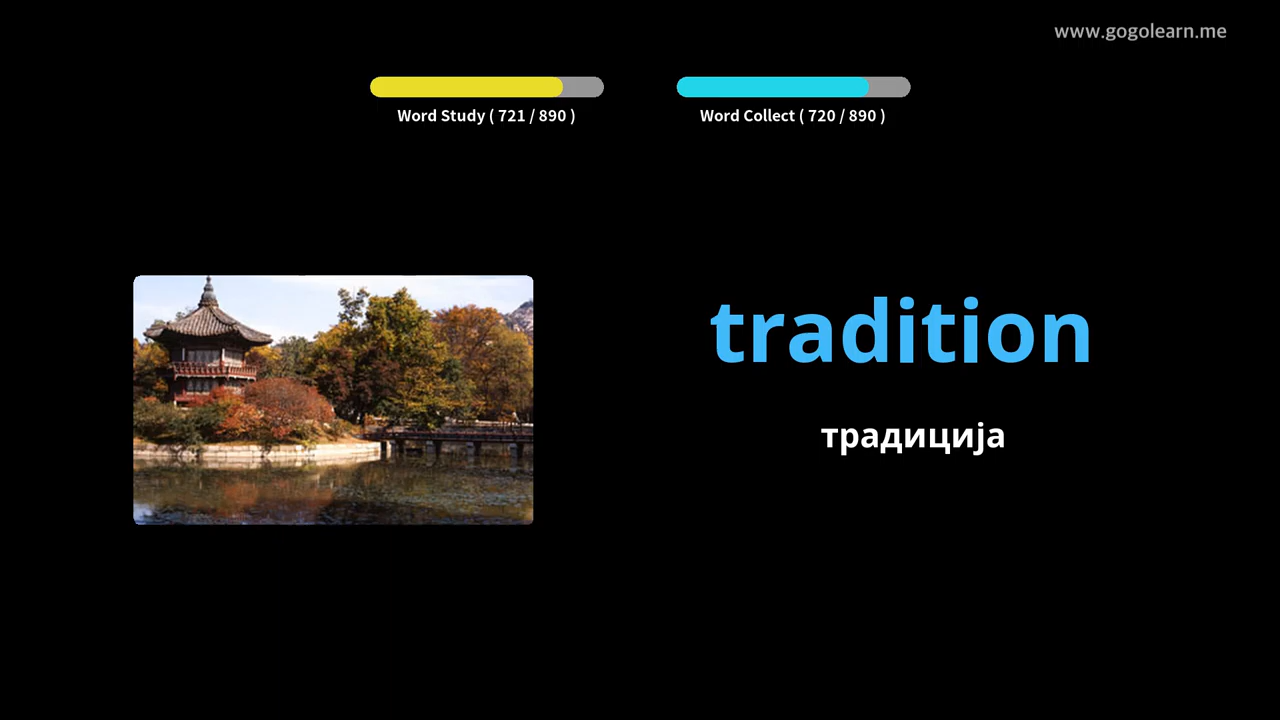 www.gogolearn.me
Word Study ( 721 / 890 )
Word Collect ( 720 / 890 )
tradition
традиција